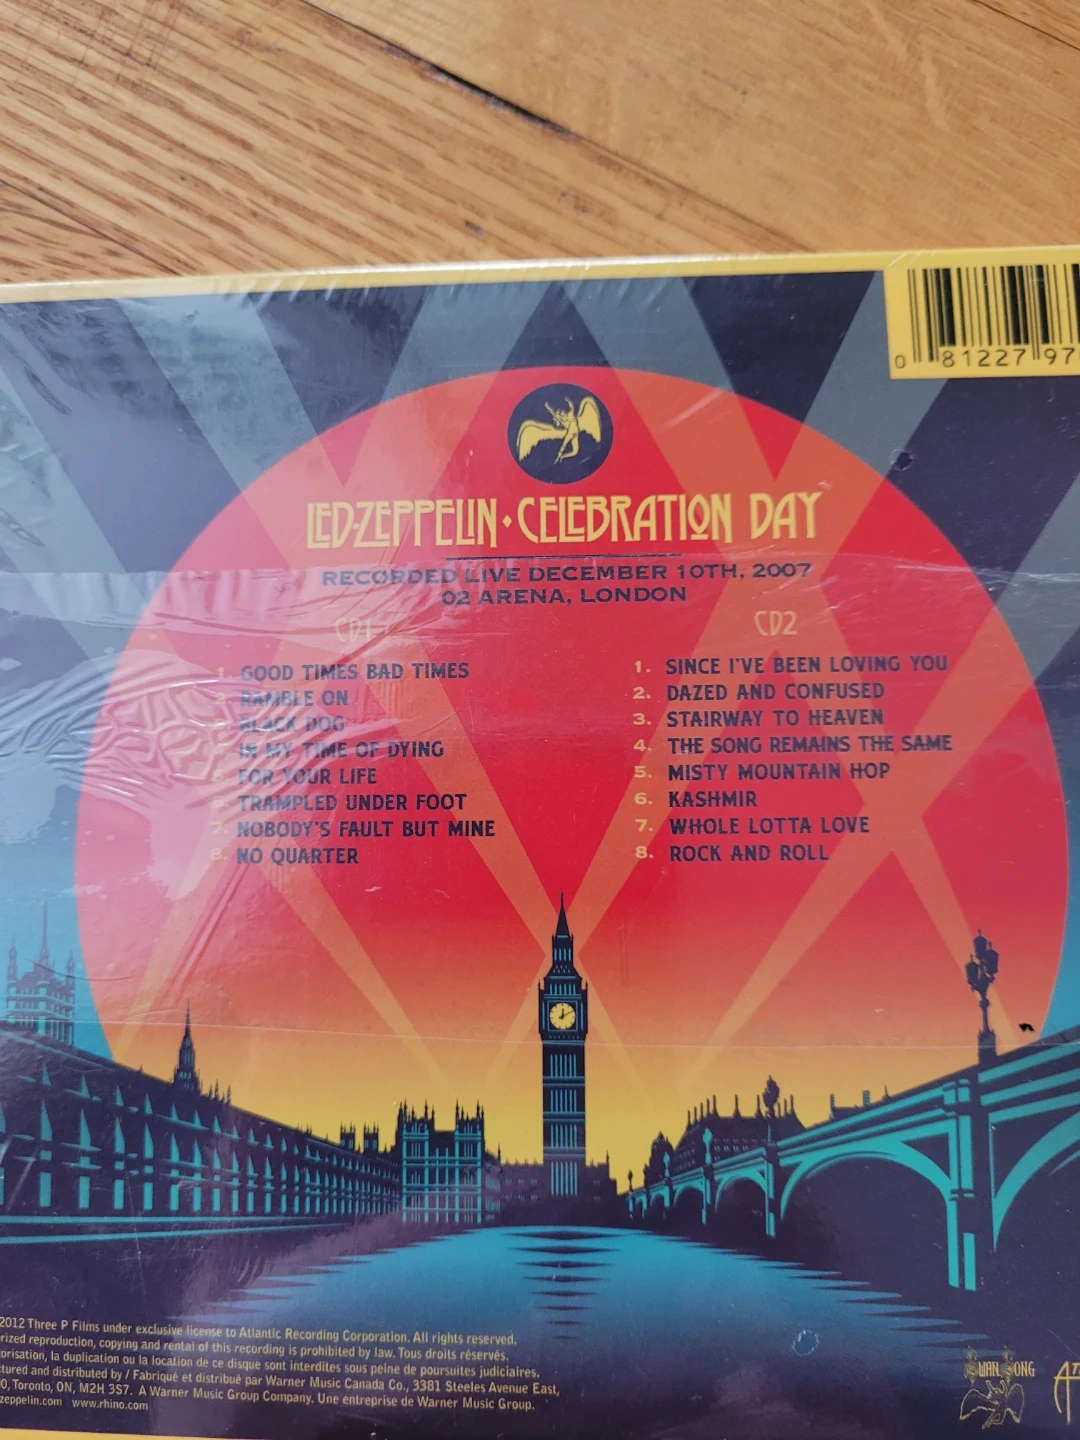 0 81227 97
LED-ZEPPELIN · CELEBRATION DAY
RECORDED LIVE DECEMBER 10TH, 2007
O2 ARENA, LONDON
CD1
1. GOOD TIMES BAD TIMES
2. RAMBLE ON
3. BLACK DOG
4. IN MY TIME OF DYING
5. FOR YOUR LIFE
6. TRAMPLED UNDER FOOT
7. NOBODY'S FAULT BUT MINE
8. NO QUARTER
CD2
1. SINCE I'VE BEEN LOVING YOU
2. DAZED AND CONFUSED
3. STAIRWAY TO HEAVEN
4. THE SONG REMAINS THE SAME
5. MISTY MOUNTAIN HOP
6. KASHMIR
7. WHOLE LOTTA LOVE
8. ROCK AND ROLL
2012 Three P Films under exclusive license to Atlantic Recording Corporation. All rights reserved.
rized reproduction, copying and rental of this recording is prohibited by law. Tous droits réservés.
orisation, la duplication ou la location de ce disque sont interdites sous peine de poursuites judiciaires.
tured and distributed by / Fabriqué et distribué par Warner Music Canada Co., 3381 Steeles Avenue East,
0, Toronto, ON, M2H 3S7. A Warner Music Group Company. Une entreprise de Warner Music Group.
zeppelin.com www.rhino.com
SWAN SONG